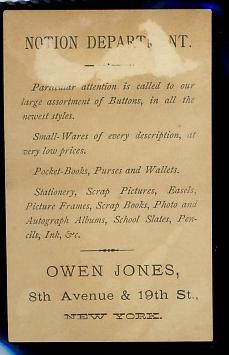 NOTION DEPARTMENT.
Particular attention is called to our
large assortment of Buttons, in all the
newest styles.
Small-Wares of every description, at
very low prices.
Pocket-Books, Purses and Wallets.
Stationery, Scrap Pictures, Easels,
Picture Frames, Scrap Books, Photo and
Autograph Albums, School Slates, Pen-
cils, Ink, &c.
OWEN JONES,
8th Avenue & 19th St.,
NEW YORK.